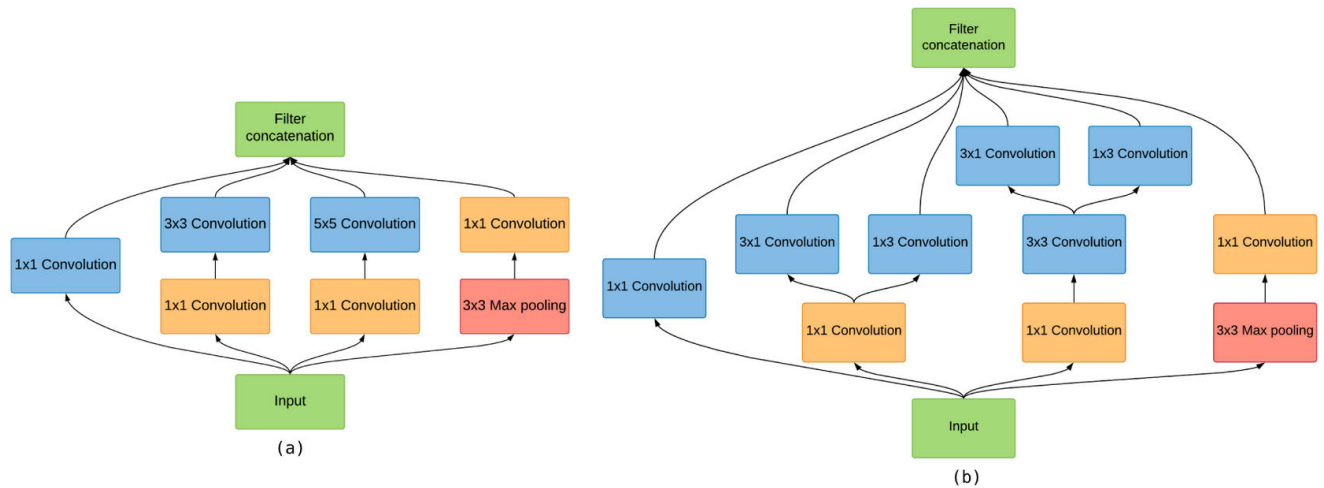 Filter
concatenation
3x3 Convolution
5x5 Convolution
1x1 Convolution
1x1 Convolution
1x1 Convolution
1x1 Convolution
3x3 Max pooling
Input
(a)
Filter
concatenation
3x1 Convolution
1x3 Convolution
3x1 Convolution
1x3 Convolution
3x3 Convolution
1x1 Convolution
1x1 Convolution
1x1 Convolution
1x1 Convolution
3x3 Max pooling
Input
(b)